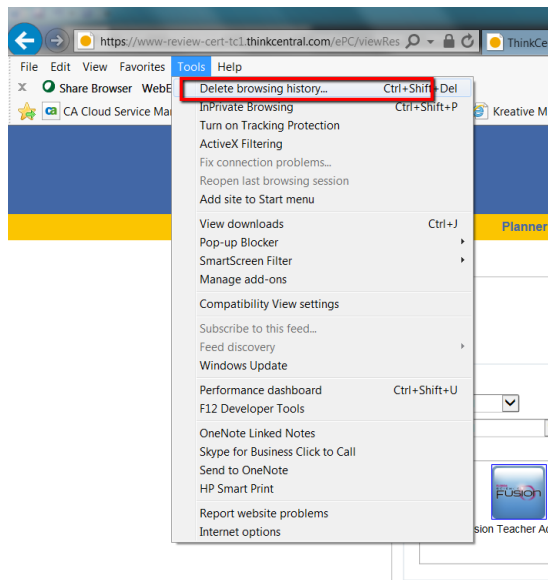 https://www-review-cert-tc1.thinkcentral.com/ePC/viewRes
ThinkCe
File Edit View Favorites Tools Help
x Share Browser WebE
CA Cloud Service Ma
Kreative M
Delete browsing history... Ctrl+Shift+Del
InPrivate Browsing Ctrl+Shift+P
Turn on Tracking Protection
ActiveX Filtering
Fix connection problems...
Reopen last browsing session
Add site to Start menu
View downloads Ctrl+J
Planner
Pop-up Blocker
SmartScreen Filter
Manage add-ons
Compatibility View settings
Subscribe to this feed...
Feed discovery
Windows Update
Performance dashboard Ctrl+Shift+U
F12 Developer Tools
OneNote Linked Notes
Skype for Business Click to Call
Send to OneNote
HP Smart Print
FUSION
Report website problems
sion Teacher Ac
Internet options